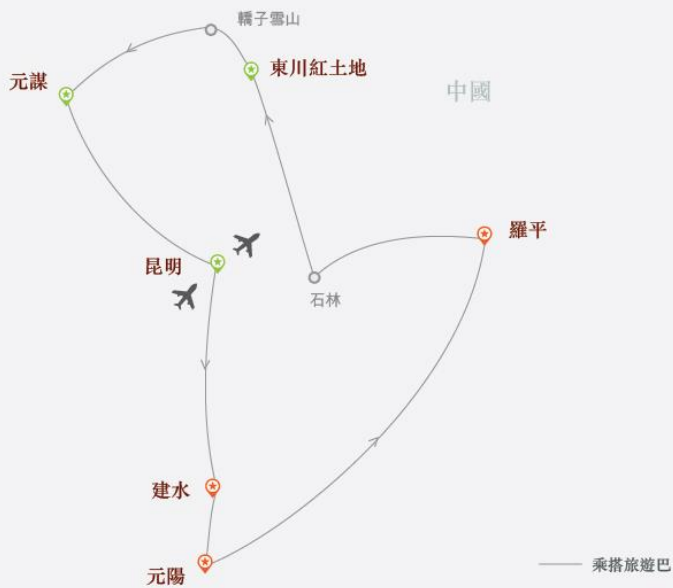 轎子雪山
東川紅土地
元謀
中國
羅平
昆明
石林
建水
元陽
乘搭旅遊巴